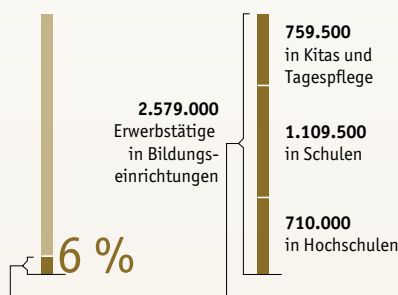 759.500
in Kitas und
Tagespflege
2.579.000
Erwerbstätige
in Bildungs-
einrichtungen
1.109.500
in Schulen
710.000
in Hochschulen
6 %